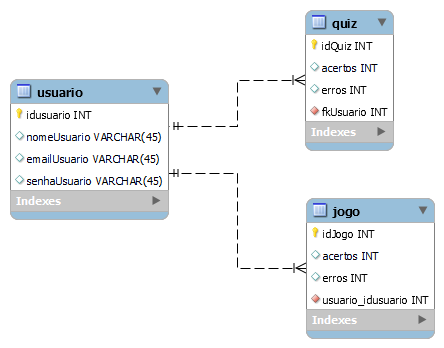 usuario
idusuario INT
nomeUsuario VARCHAR(45)
emailUsuario VARCHAR(45)
senhaUsuario VARCHAR(45)
Indexes
quiz
idQuiz INT
acertos INT
erros INT
fkUsuario INT
Indexes
jogo
idJogo INT
acertos INT
erros INT
usuario_idusuario INT
Indexes